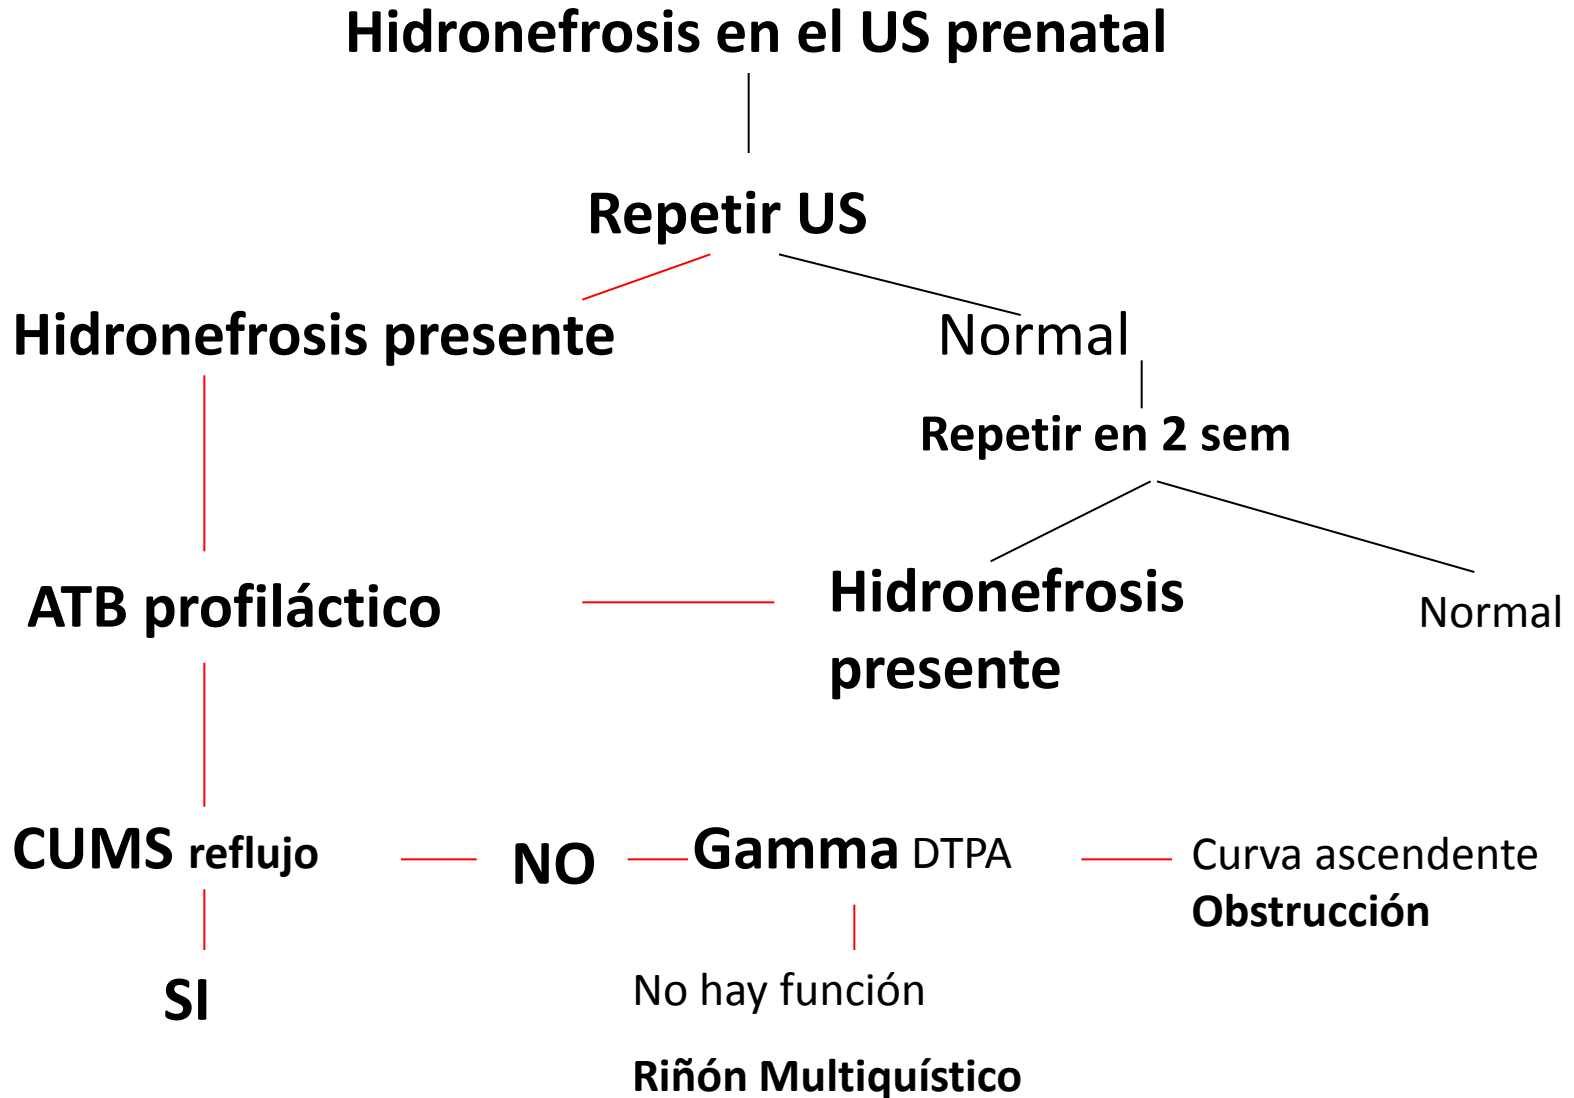 Hidronefrosis en el US prenatal
Repetir US
Hidronefrosis presente
Normal
Repetir en 2 sem
ATB profiláctico
Hidronefrosis
presente
Normal
CUMS reflujo
NO
Gamma DTPA
Curva ascendente
Obstrucción
SI
No hay función
Riñón Multiquístico